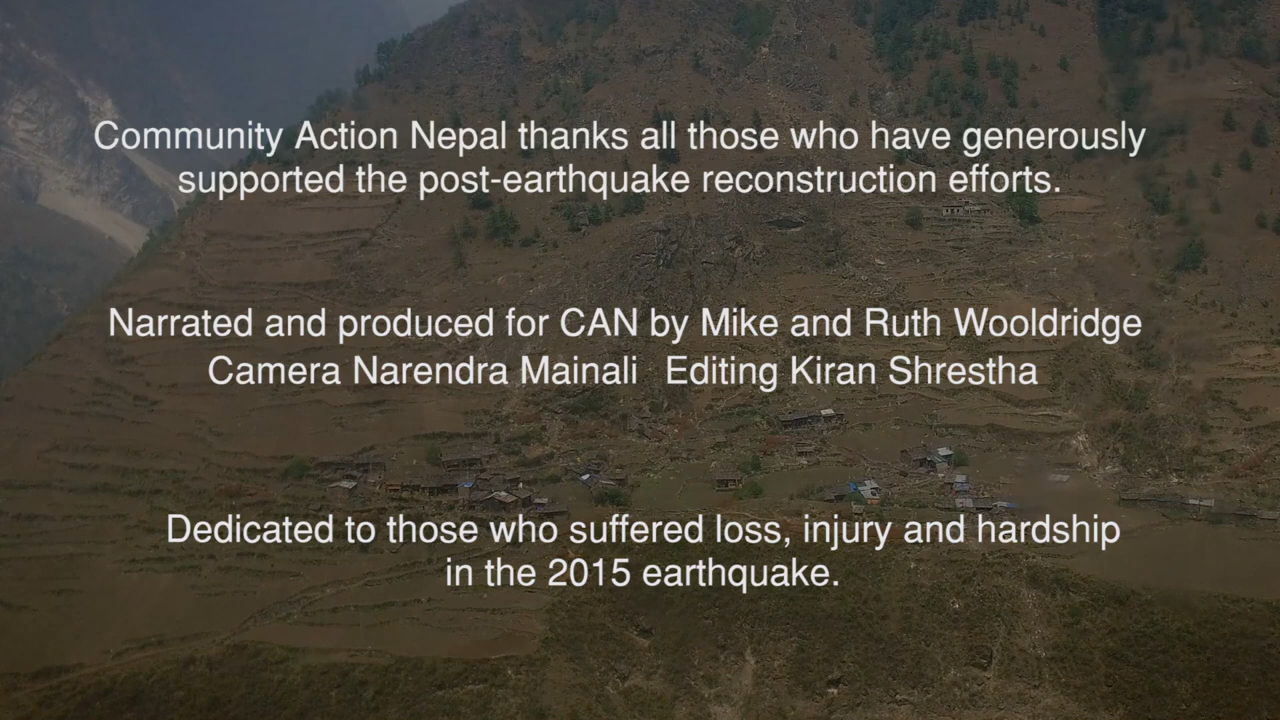 Community Action Nepal thanks all those who have generously
supported the post-earthquake reconstruction efforts.
Narrated and produced for CAN by Mike and Ruth Wooldridge
Camera Narendra Mainali Editing Kiran Shrestha
Dedicated to those who suffered loss, injury and hardship
in the 2015 earthquake.